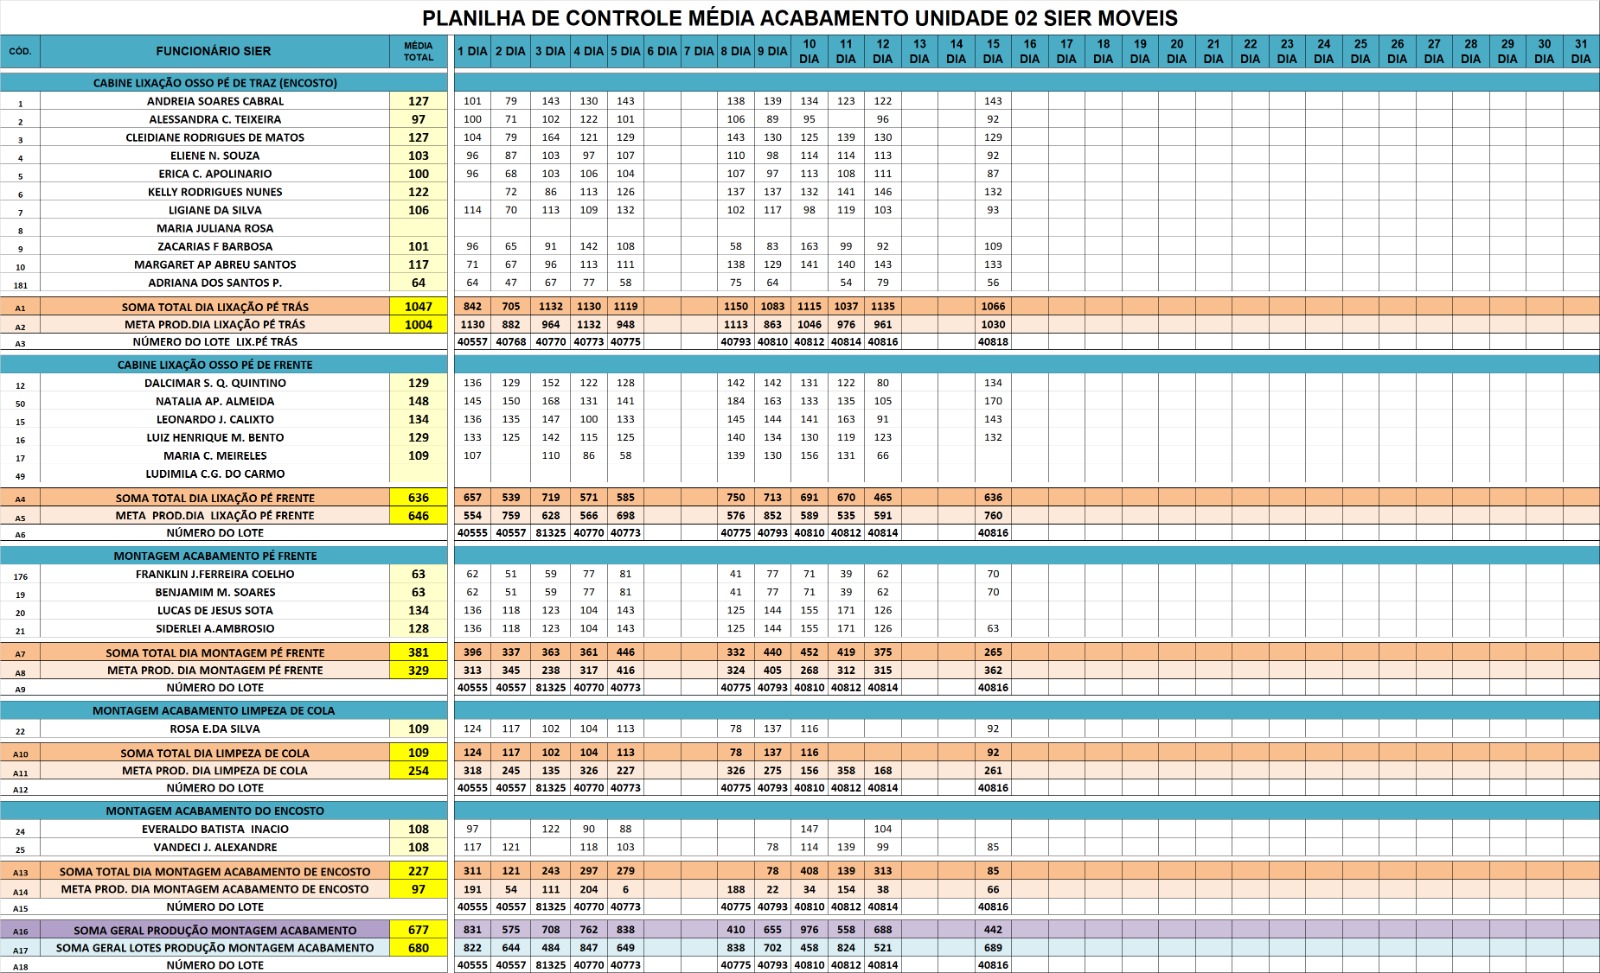 PLANILHA DE CONTROLE MÉDIA ACABAMENTO UNIDADE 02 SIER MOVEIS
CÓD. FUNCIONÁRIO SIER MÉDIA TOTAL 1 DIA 2 DIA 3 DIA 4 DIA 5 DIA 6 DIA 7 DIA 8 DIA 9 DIA 10 DIA 11 DIA 12 DIA 13 DIA 14 DIA 15 DIA 16 DIA 17 DIA 18 DIA 19 DIA 20 DIA 21 DIA 22 DIA 23 DIA 24 DIA 25 DIA 26 DIA 27 DIA 28 DIA 29 DIA 30 DIA 31 DIA
CABINE LIXAÇÃO OSSO PÉ DE TRAZ (ENCOSTO)
1 ANDREIA SOARES CABRAL 127 101 79 143 130 143 138 139 134 123 122 143
2 ALESSANDRA C. TEIXEIRA 97 100 71 102 122 101 106 89 95 96 92
3 CLEIDIANE RODRIGUES DE MATOS 127 104 79 164 121 129 143 130 125 139 130 129
4 ELIENE N. SOUZA 103 96 87 103 97 107 110 98 114 114 113 92
5 ERICA C. APOLINARIO 100 96 68 103 106 104 107 97 113 108 111 87
6 KELLY RODRIGUES NUNES 122 72 86 113 126 137 137 132 141 146 132
7 LIGIANE DA SILVA 106 114 70 113 109 132 102 117 98 119 103 93
8 MARIA JULIANA ROSA
9 ZACARIAS F BARBOSA 101 96 65 91 142 108 58 83 163 99 92 109
10 MARGARET AP ABREU SANTOS 117 71 67 96 113 111 138 129 141 140 143 133
181 ADRIANA DOS SANTOS P. 64 64 47 67 77 58 75 64 54 79 56
A1 SOMA TOTAL DIA LIXAÇÃO PÉ TRÁS 1047 842 705 1132 1130 1119 1150 1083 1115 1037 1135 1066
A2 META PROD.DIA LIXAÇÃO PÉ TRÁS 1004 1130 882 964 1132 948 1113 863 1046 976 961 1030
A3 NÚMERO DO LOTE LIX.PÉ TRÁS 40557 40768 40770 40773 40775 40793 40810 40812 40814 40816 40818
CABINE LIXAÇÃO OSSO PÉ DE FRENTE
12 DALCIMAR S. Q. QUINTINO 129 136 129 152 122 128 142 142 131 122 80 134
50 NATALIA AP. ALMEIDA 148 145 150 168 131 141 184 163 133 135 105 170
15 LEONARDO J. CALIXTO 134 136 135 147 100 133 145 144 141 163 91 143
16 LUIZ HENRIQUE M. BENTO 129 133 125 142 115 125 140 134 130 119 123 132
17 MARIA C. MEIRELES 109 107 110 86 58 139 130 156 131 66
49 LUDIMILA C.G. DO CARMO
A4 SOMA TOTAL DIA LIXAÇÃO PÉ FRENTE 636 657 539 719 571 585 750 713 691 670 465 636
A5 META PROD.DIA LIXAÇÃO PÉ FRENTE 646 554 759 628 566 698 576 852 589 535 591 760
A6 NÚMERO DO LOTE 40555 40557 81325 40770 40773 40775 40793 40810 40812 40814 40816
MONTAGEM ACABAMENTO PÉ FRENTE
176 FRANKLIN J.FERREIRA COELHO 63 62 51 59 77 81 41 77 71 39 62 70
19 BENJAMIM M. SOARES 63 62 51 59 77 81 41 77 71 39 62 70
20 LUCAS DE JESUS SOTA 134 136 118 123 104 143 125 144 155 171 126
21 SIDERLEI A.AMBROSIO 128 136 118 123 104 143 125 144 155 171 126 63
A7 SOMA TOTAL DIA MONTAGEM PÉ FRENTE 381 396 337 363 361 446 332 440 452 419 375 265
A8 META PROD. DIA MONTAGEM PÉ FRENTE 329 313 345 238 317 416 324 405 268 312 315 362
A9 NÚMERO DO LOTE 40555 40557 81325 40770 40773 40775 40793 40810 40812 40814 40816
MONTAGEM ACABAMENTO LIMPEZA DE COLA
22 ROSA E.DA SILVA 109 124 117 102 104 113 78 137 116 92
A10 SOMA TOTAL DIA LIMPEZA DE COLA 109 124 117 102 104 113 78 137 116 92
A11 META PROD. DIA LIMPEZA DE COLA 254 318 245 135 326 227 326 275 156 358 168 261
A12 NÚMERO DO LOTE 40555 40557 81325 40770 40773 40775 40793 40810 40812 40814 40816
MONTAGEM ACABAMENTO DO ENCOSTO
24 EVERALDO BATISTA INACIO 108 97 122 90 88 147 104
25 VANDECI J. ALEXANDRE 108 117 121 118 103 78 114 139 99 85
A13 SOMA TOTAL DIA MONTAGEM ACABAMENTO DE ENCOSTO 227 311 121 243 297 279 78 408 139 313 85
A14 META PROD. DIA MONTAGEM ACABAMENTO DE ENCOSTO 97 191 54 111 204 6 188 22 34 154 38 66
A15 NÚMERO DO LOTE 40555 40557 81325 40770 40773 40775 40793 40810 40812 40814 40816
A16 SOMA GERAL PRODUÇÃO MONTAGEM ACABAMENTO 677 831 575 708 762 838 410 655 976 558 688 442
A17 SOMA GERAL LOTES PRODUÇÃO MONTAGEM ACABAMENTO 680 822 644 484 847 649 838 702 458 824 521 689
A18 NÚMERO DO LOTE 40555 40557 81325 40770 40773 40775 40793 40810 40812 40814 40816